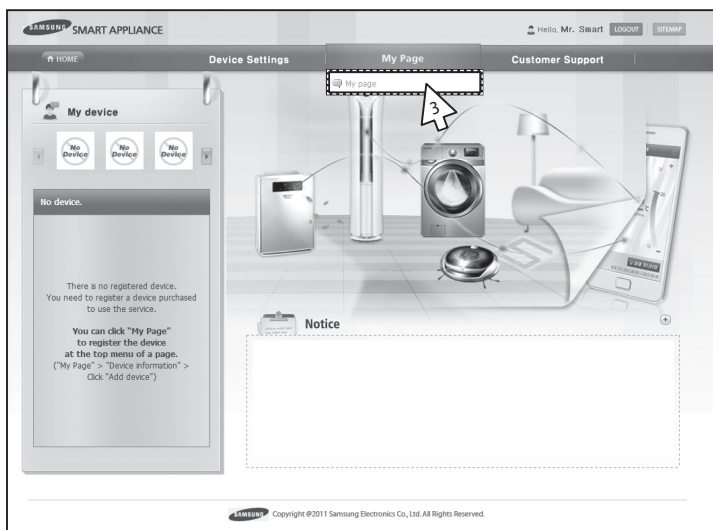 SAMSUNG SMART APPLIANCE
Hello, Mr. Smart LOGOUT SITEMAP
HOME Device Settings My Page Customer Support
My page
3
My device
No Device No Device No Device
No device.
There is no registered device.
You need to register a device purchased
to use the service.
You can click "My Page"
to register the device
at the top menu of a page.
("My Page" > "Device information" >
Click "Add device")
Notice
SAMSUNG Copyright @2011 Samsung Electronics Co., Ltd. All Rights Reserved.